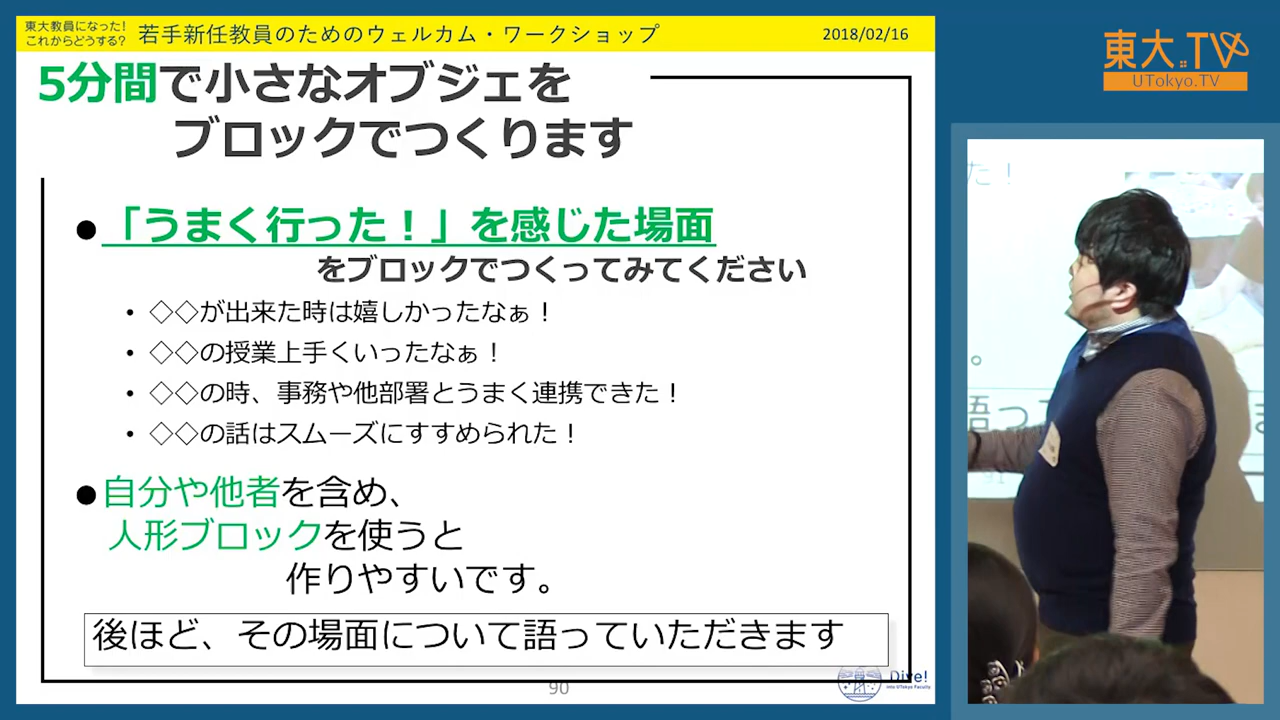 東大教員になった!
これからどうする?
若手新任教員のためのウェルカム・ワークショップ
2018/02/16
東大.TV
UTokyo.TV
5分間で小さなオブジェを
ブロックでつくります
●「うまく行った！」を感じた場面
をブロックでつくってみてください
• ◇◇が出来た時は嬉しかったなぁ！
• ◇◇の授業上手くいったなぁ！
• ◇◇の時、事務や他部署とうまく連携できた！
• ◇◇の話はスムーズにすすめられた！
●自分や他者を含め、
人形ブロックを使うと
作りやすいです。
後ほど、その場面について語っていただきます
Dive!
into UTokyo Faculty
90
た！
。
語っ
ま